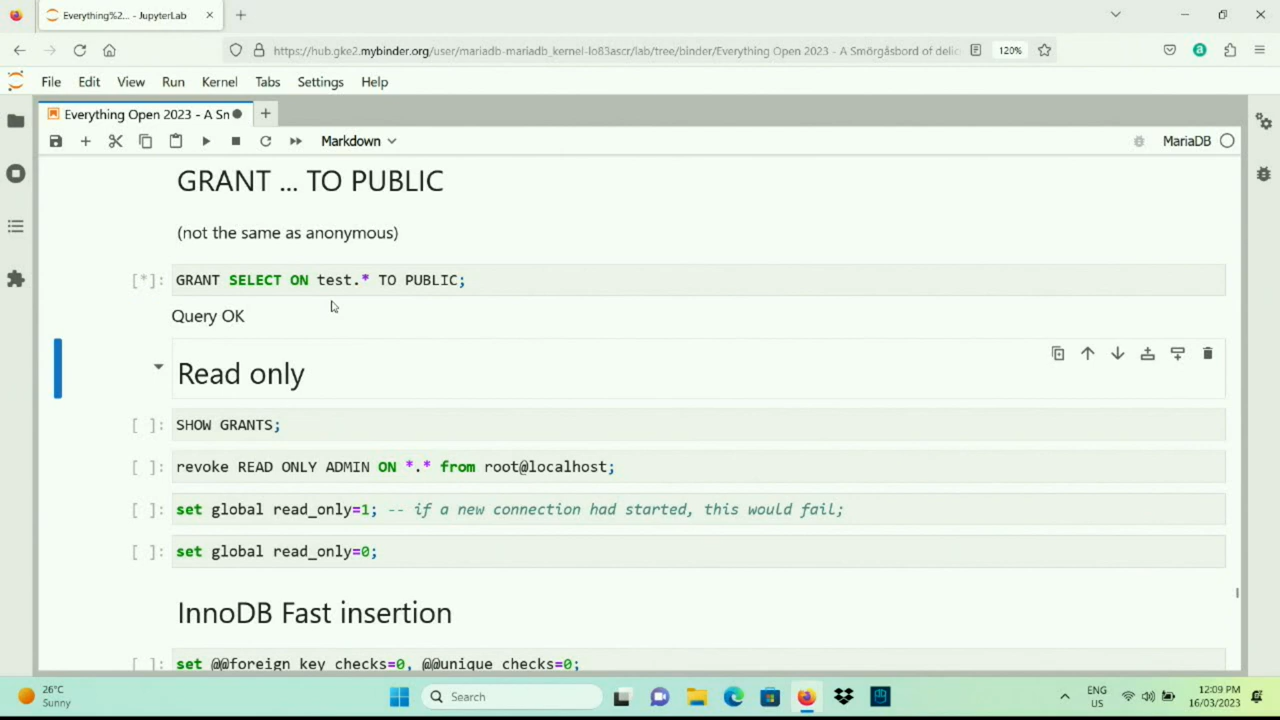 Everything%2... - JupyterLab
https://hub.gke2.mybinder.org/user/mariadb-mariadb_kernel-lo83ascr/lab/tree/binder/Everything Open 2023 - A Smörgåsbord of delic
120%
File Edit View Run Kernel Tabs Settings Help
Everything Open 2023 - A Sn
Markdown
MariaDB
GRANT ... TO PUBLIC
(not the same as anonymous)
[*]: GRANT SELECT ON test.* TO PUBLIC;
Query OK
Read only
[ ]: SHOW GRANTS;
[ ]: revoke READ ONLY ADMIN ON *.* from root@localhost;
[ ]: set global read_only=1; -- if a new connection had started, this would fail;
[ ]: set global read_only=0;
InnoDB Fast insertion
[ ]: set @@foreign_key_checks=0, @@unique_checks=0;
26°C
Sunny
Search
ENG
US
12:09 PM
16/03/2023